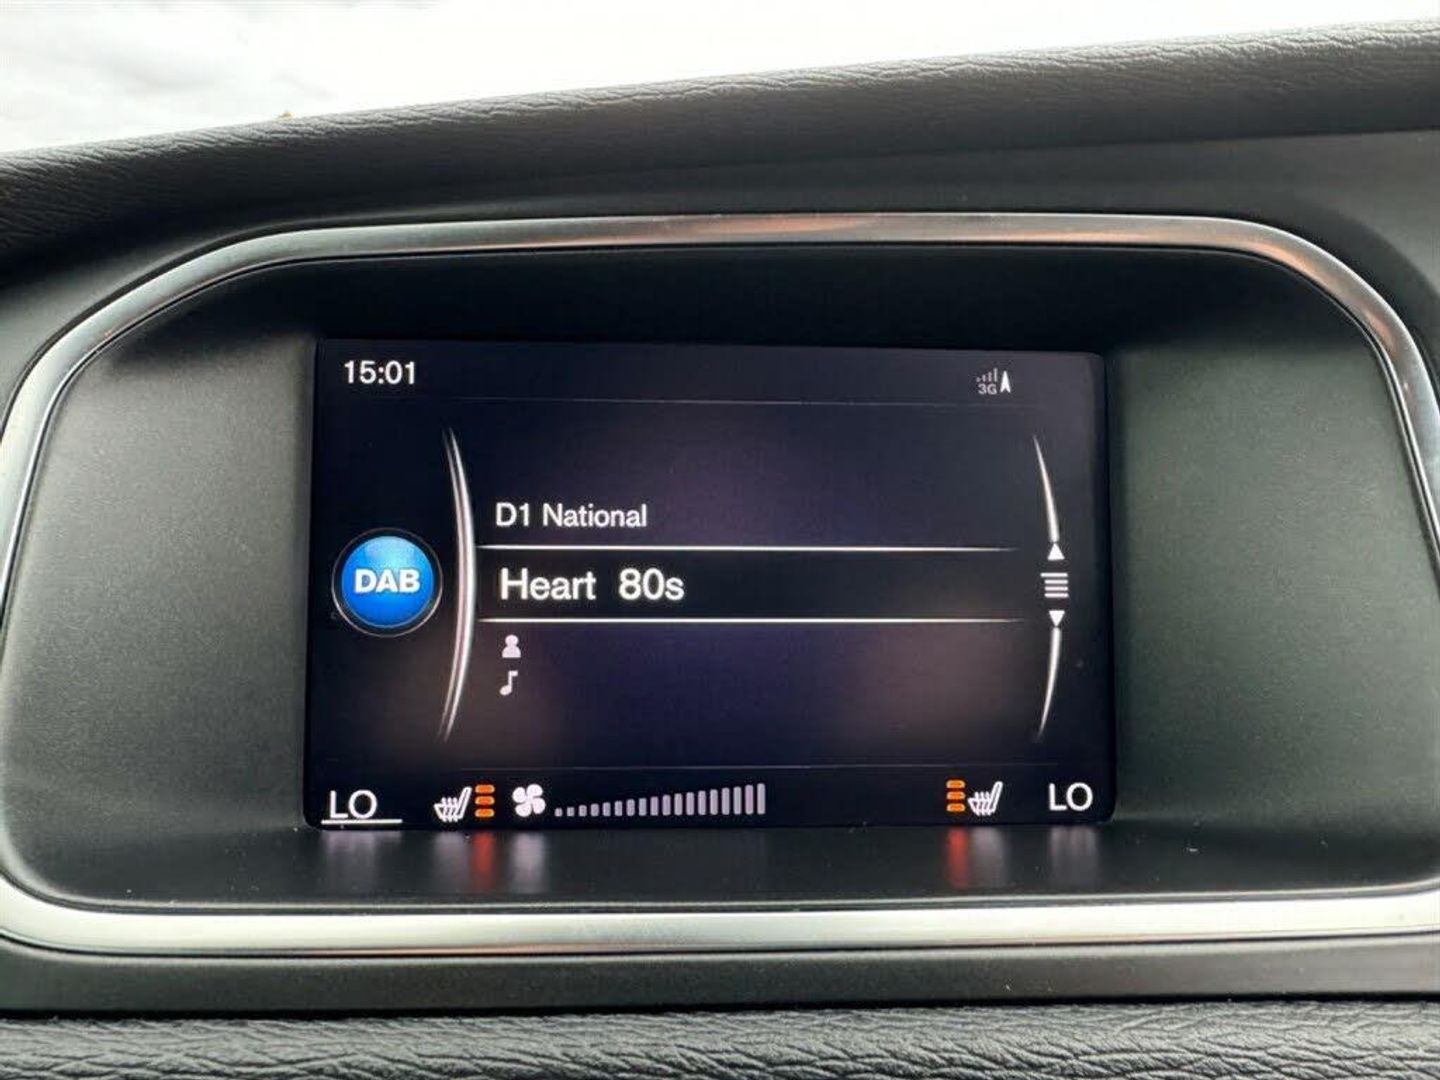 15:01
3G
D1 National
DAB
Heart 80s
LO
LO